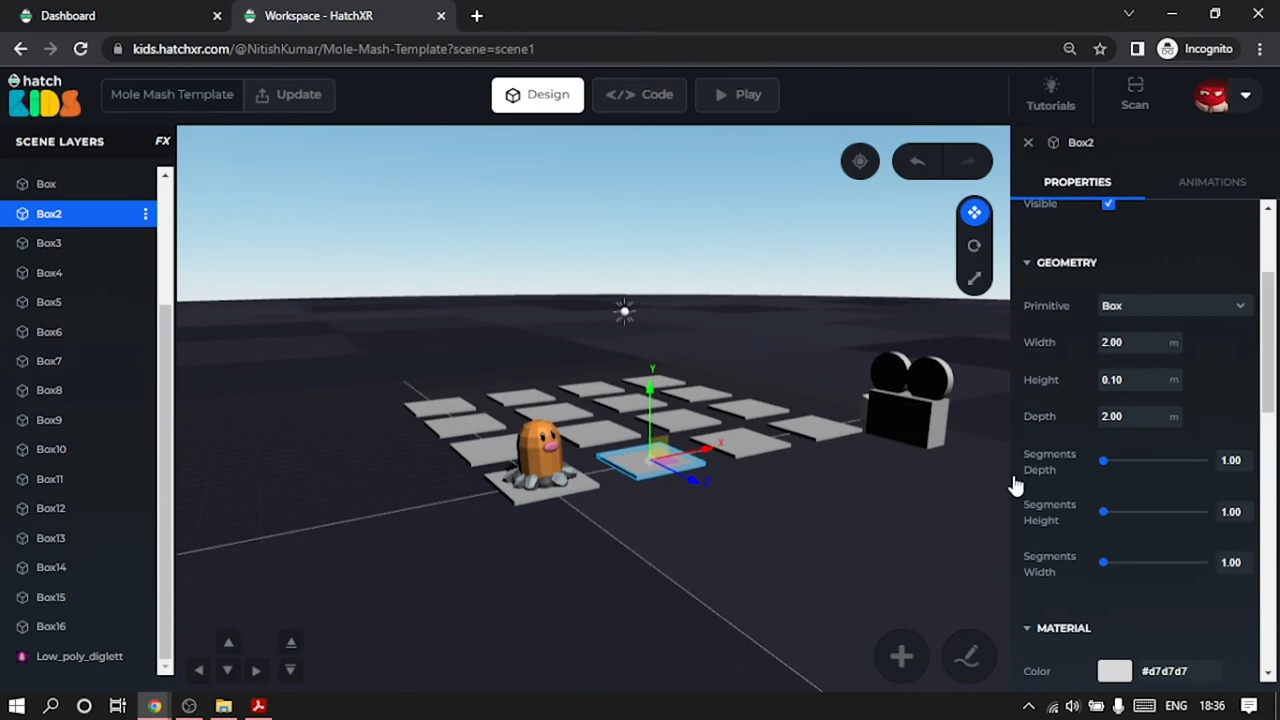 Dashboard
Workspace - HatchXR
kids.hatchxr.com/@NitishKumar/Mole-Mash-Template?scene=scene1
Incognito
hatch
KIDS
Mole Mash Template
Update
Design
</> Code
Play
Tutorials
Scan
SCENE LAYERS
FX
Box
Box2
Box3
Box4
Box5
Box6
Box7
Box8
Box9
Box10
Box11
Box12
Box13
Box14
Box15
Box16
Low_poly_diglett
Y
X
Z
Box2
PROPERTIES
ANIMATIONS
Visible
GEOMETRY
Primitive
Box
Width
2.00
m
Height
0.10
m
Depth
2.00
m
Segments
Depth
1.00
Segments
Height
1.00
Segments
Width
1.00
MATERIAL
Color
#d7d7d7
ENG
18:36